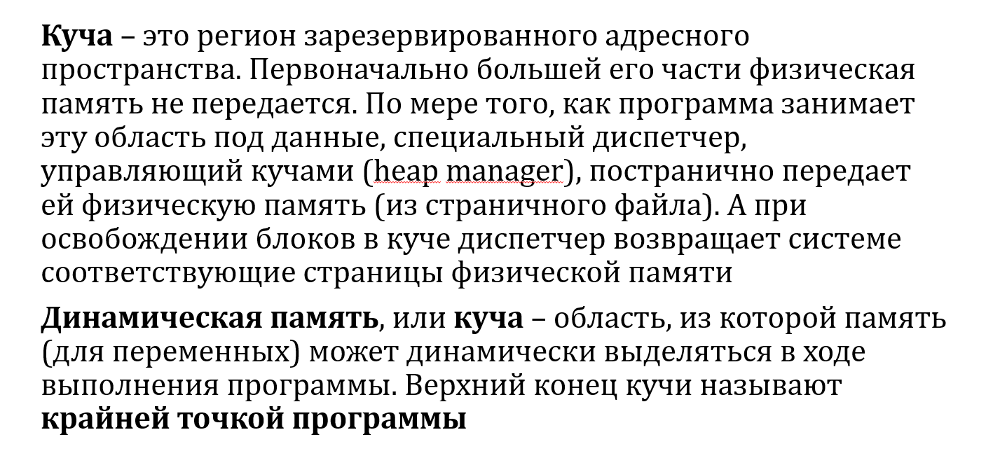 Куча – это регион зарезервированного адресного
пространства. Первоначально большей его части физическая
память не передается. По мере того, как программа занимает
эту область под данные, специальный диспетчер,
управляющий кучами (heap manager), постранично передает
ей физическую память (из страничного файла). А при
освобождении блоков в куче диспетчер возвращает системе
соответствующие страницы физической памяти
Динамическая память, или куча – область, из которой память
(для переменных) может динамически выделяться в ходе
выполнения программы. Верхний конец кучи называют
крайней точкой программы